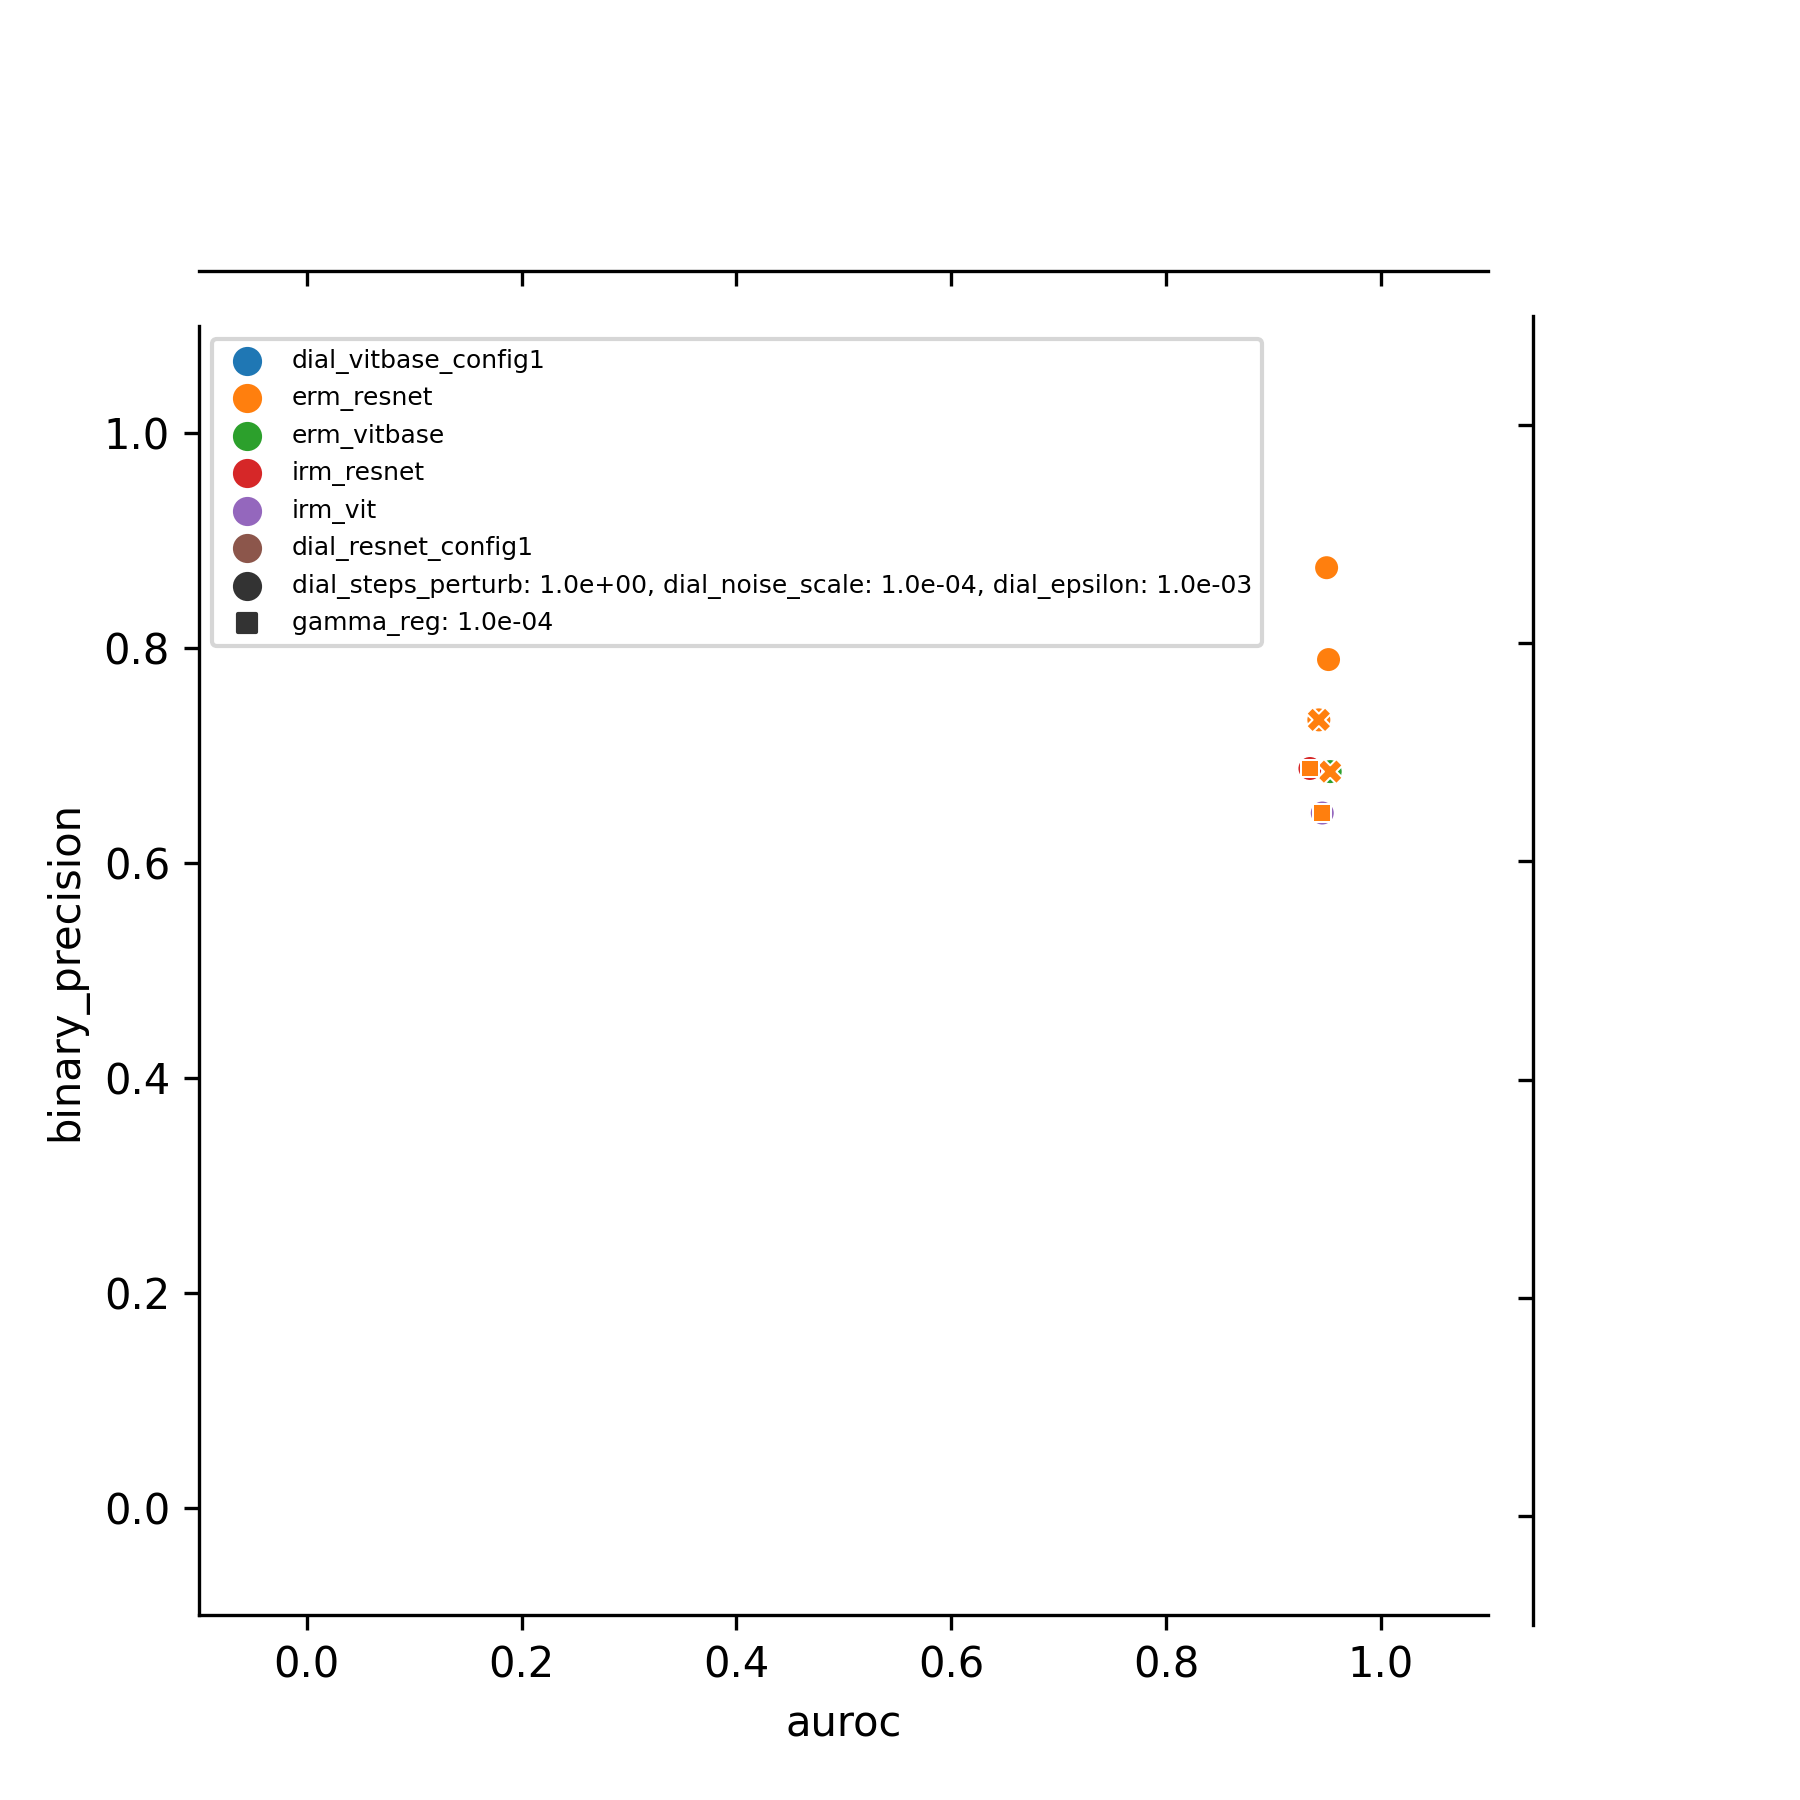 dial_vitbase_config1
erm_resnet
erm_vitbase
irm_resnet
irm_vit
dial_resnet_config1
dial_steps_perturb: 1.0e+00, dial_noise_scale: 1.0e-04, dial_epsilon: 1.0e-03
gamma_reg: 1.0e-04
1.0
0.8
0.6
0.4
0.2
0.0
binary_precision
0.0 0.2 0.4 0.6 0.8 1.0
auroc